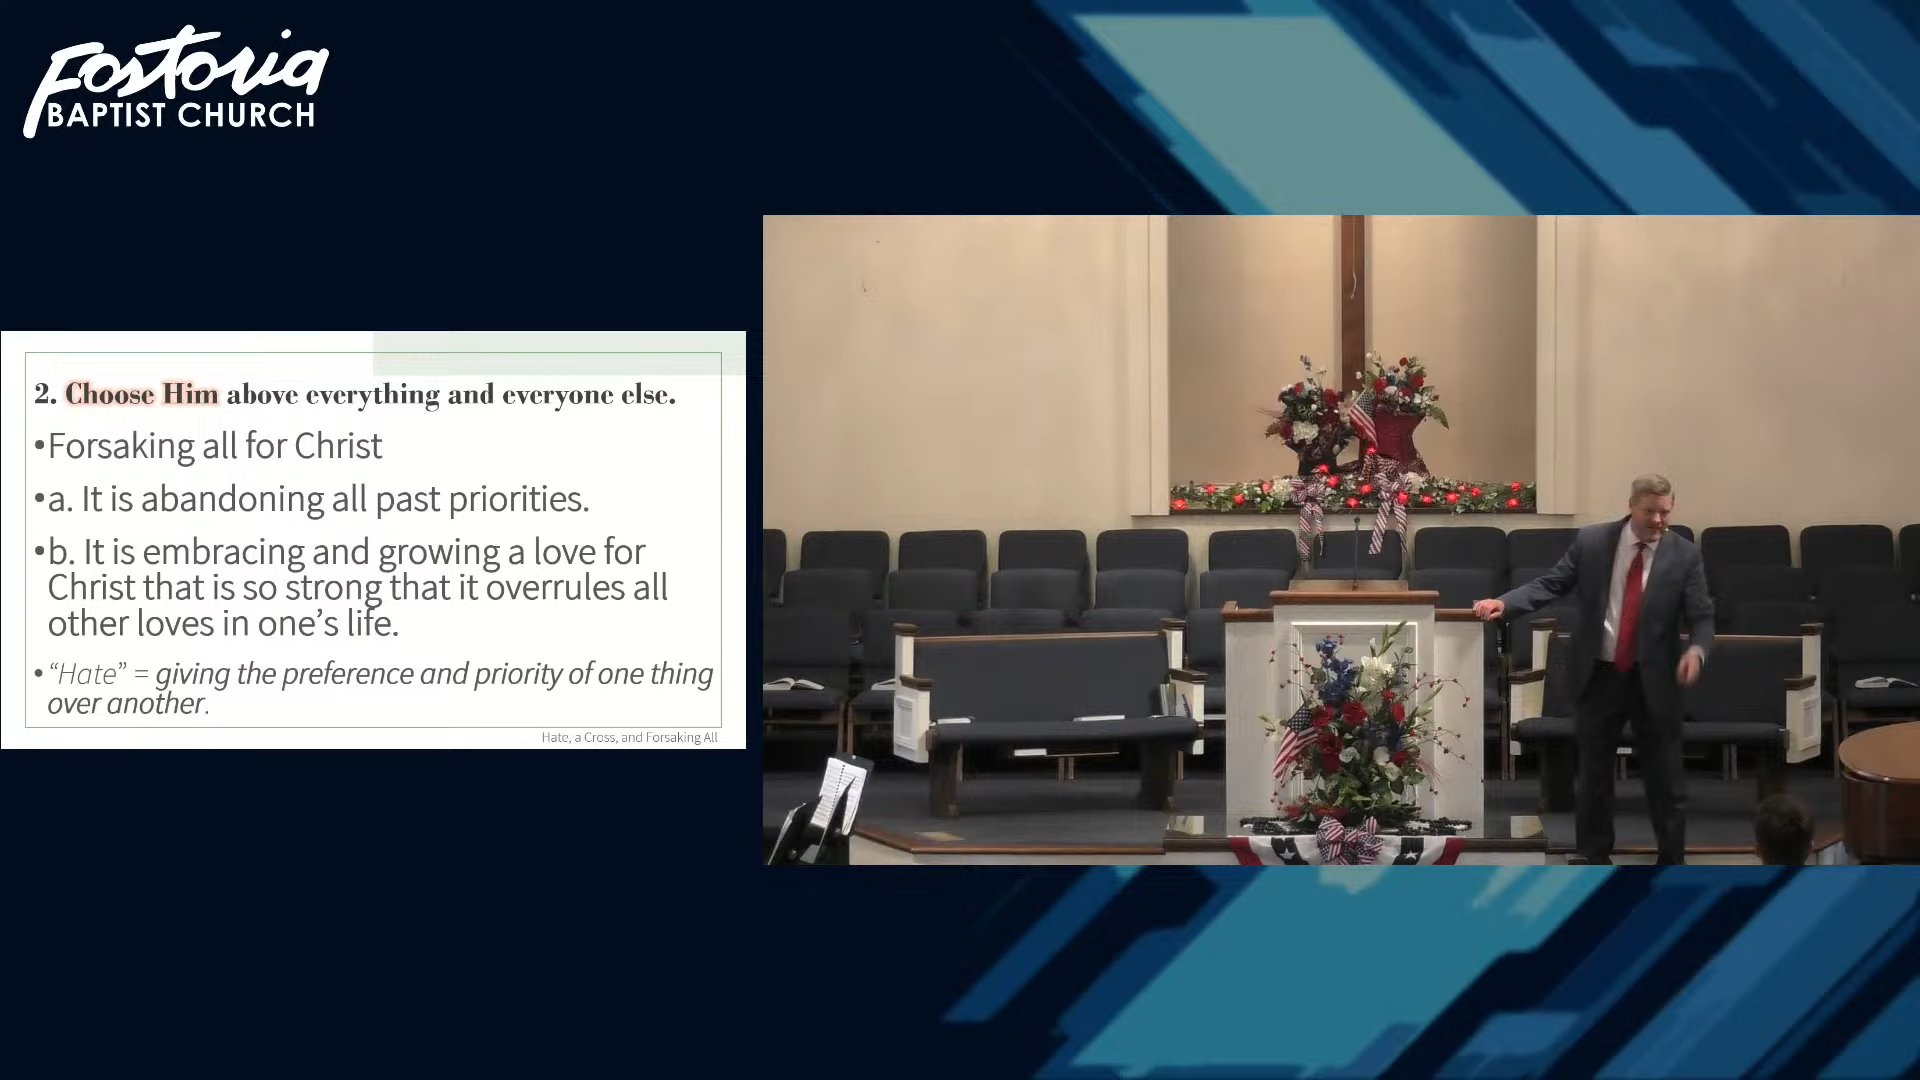 Fostoria
BAPTIST CHURCH
2. Choose Him above everything and everyone else.
•Forsaking all for Christ
•a. It is abandoning all past priorities.
•b. It is embracing and growing a love for
Christ that is so strong that it overrules all
other loves in one’s life.
•“Hate” = giving the preference and priority of one thing
over another.
Hate, a Cross, and Forsaking All